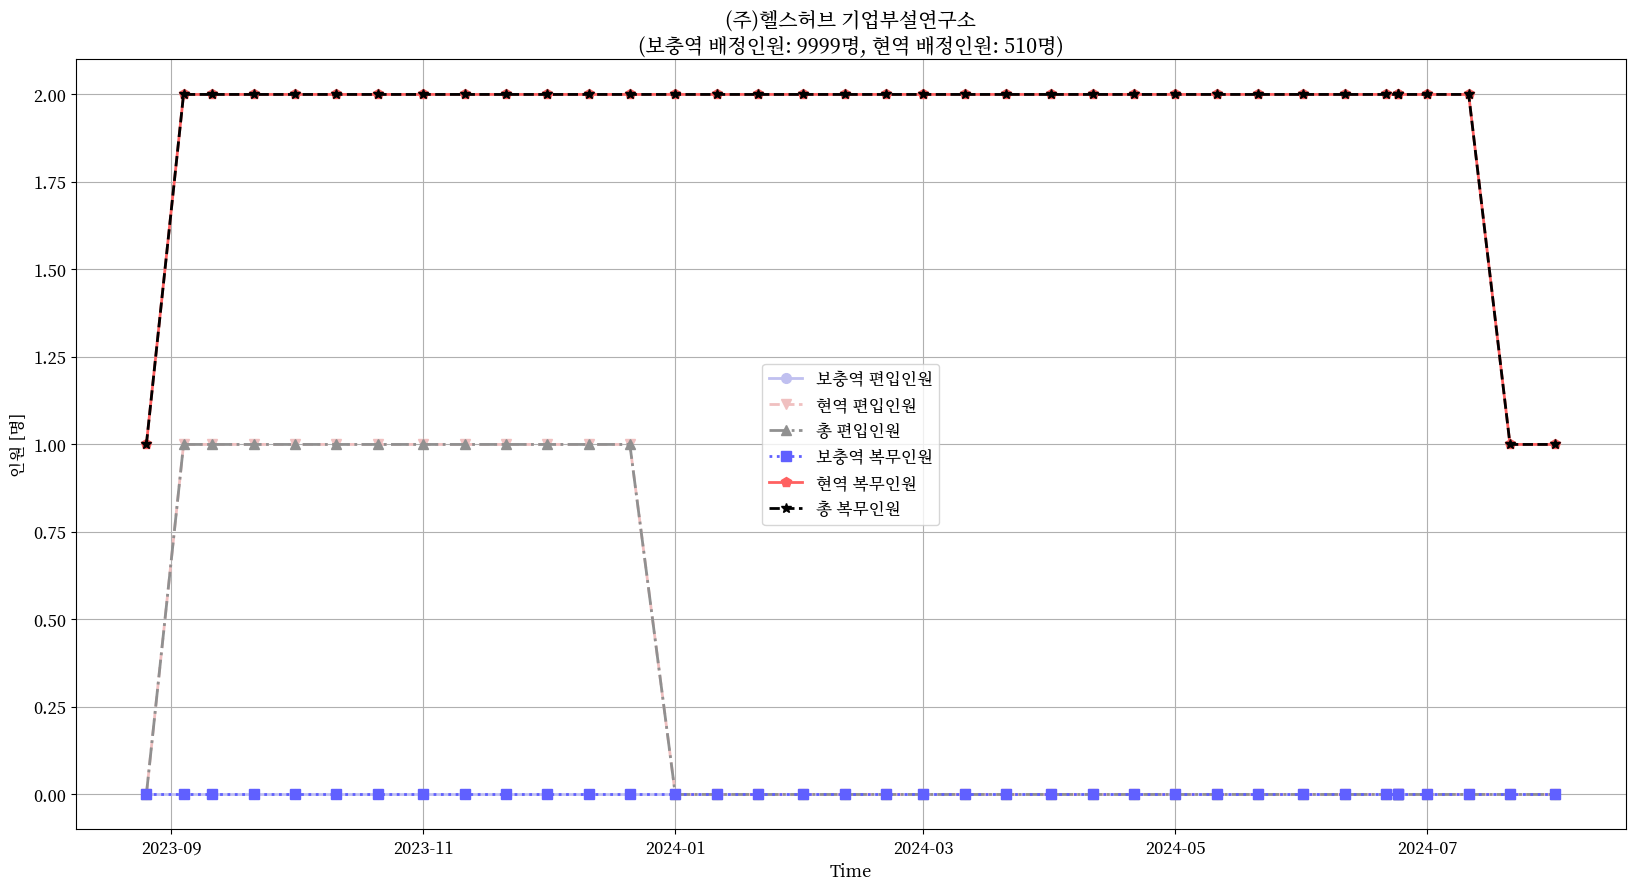 (주)헬스허브 기업부설연구소
(보충역 배정인원: 9999명, 현역 배정인원: 510명)
인원 [명]
2.00
1.75
1.50
1.25
1.00
0.75
0.50
0.25
0.00
보충역 편입인원
현역 편입인원
총 편입인원
보충역 복무인원
현역 복무인원
총 복무인원
2023-09
2023-11
2024-01
2024-03
2024-05
2024-07
Time